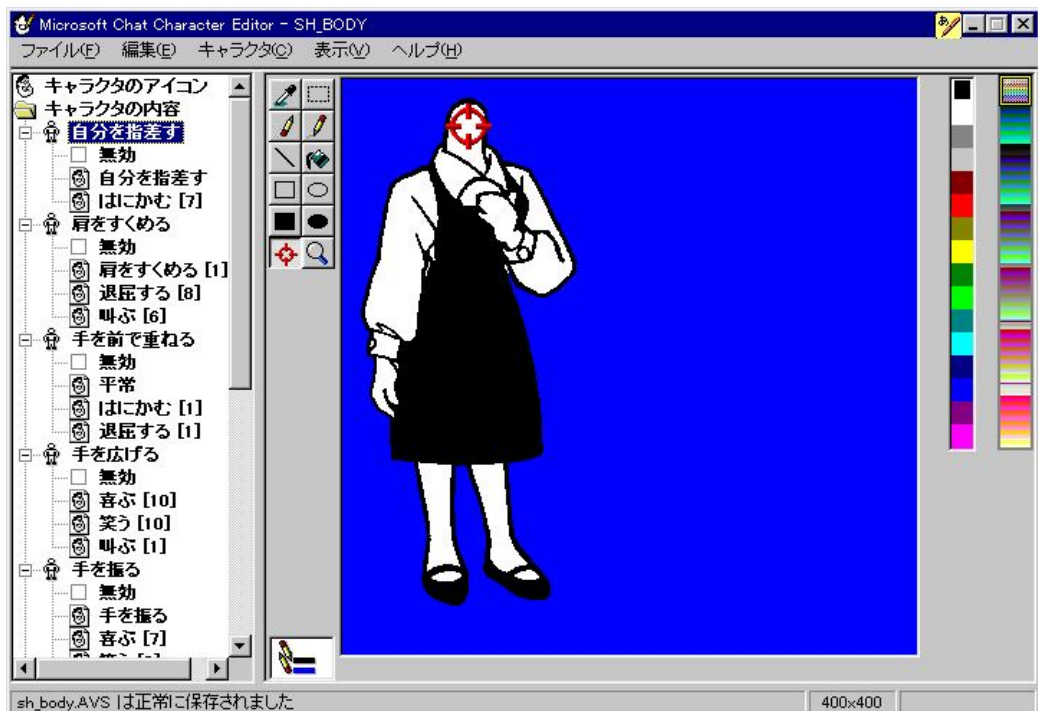 Microsoft Chat Character Editor - SH_BODY
ファイル(F) 編集(E) キャラクタ(C) 表示(V) ヘルプ(H)
キャラクタのアイコン
キャラクタの内容
自分を指差す
無効
自分を指差す
はにかむ [7]
肩をすくめる
無効
肩をすくめる [1]
退屈する [8]
叫ぶ [6]
手を前で重ねる
無効
平常
はにかむ [1]
退屈する [1]
手を広げる
無効
喜ぶ [10]
笑う [10]
叫ぶ [1]
手を振る
無効
手を振る
喜ぶ [7]
sh_body.AVS は正常に保存されました
400x400